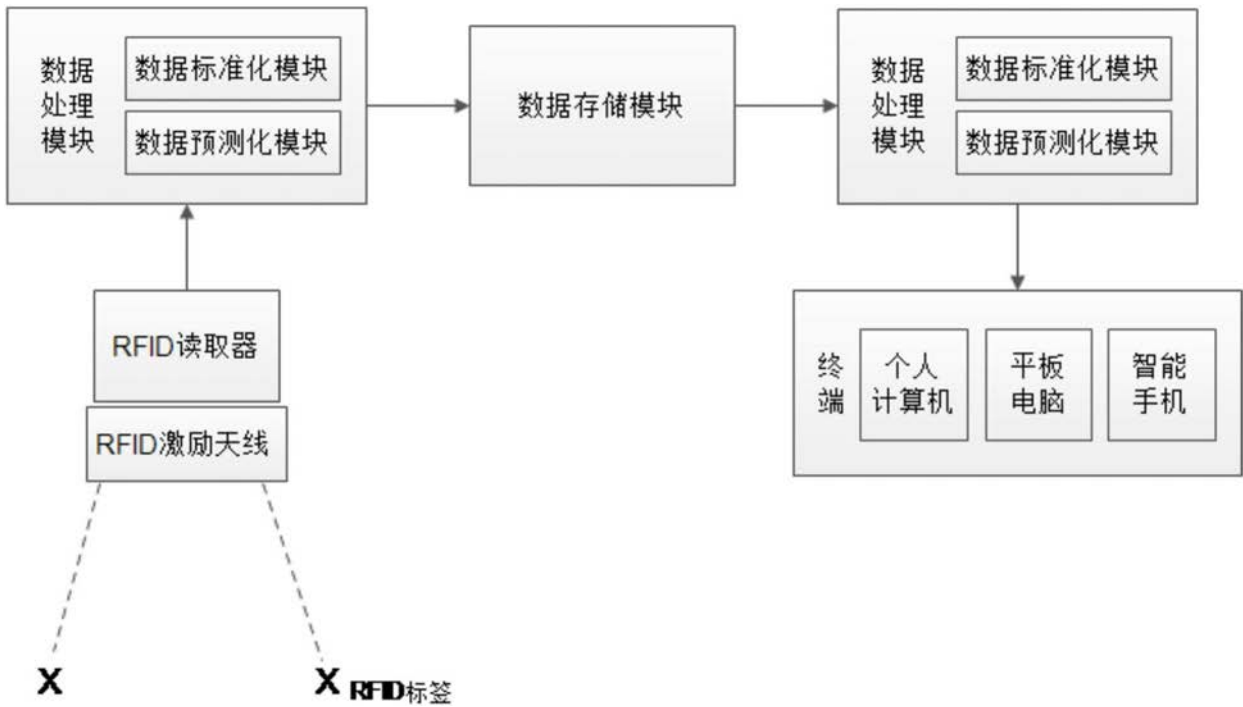 数据
处理
模块
数据标准化模块
数据预测化模块
数据存储模块
数据
处理
模块
数据标准化模块
数据预测化模块
RFID读取器
RFID激励天线
X
X
RFID标签
终
端
个人
计算机
平板
电脑
智能
手机